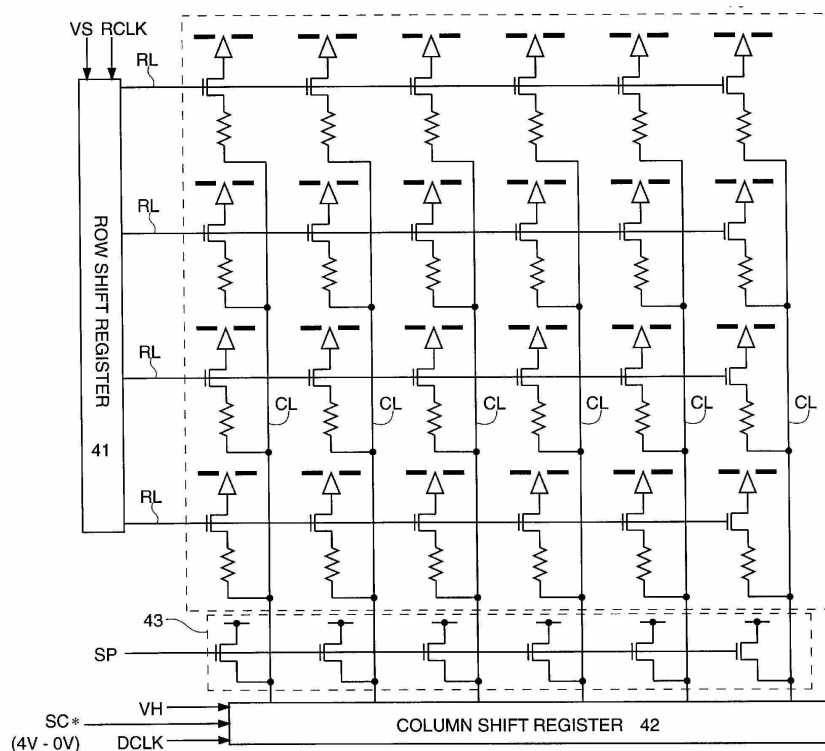 VS RCLK
RL
RL
ROW SHIFT REGISTER
41
RL
CL CL CL CL CL CL
RL
43
SP
VH
SC*
(4V - 0V)
DCLK
COLUMN SHIFT REGISTER 42